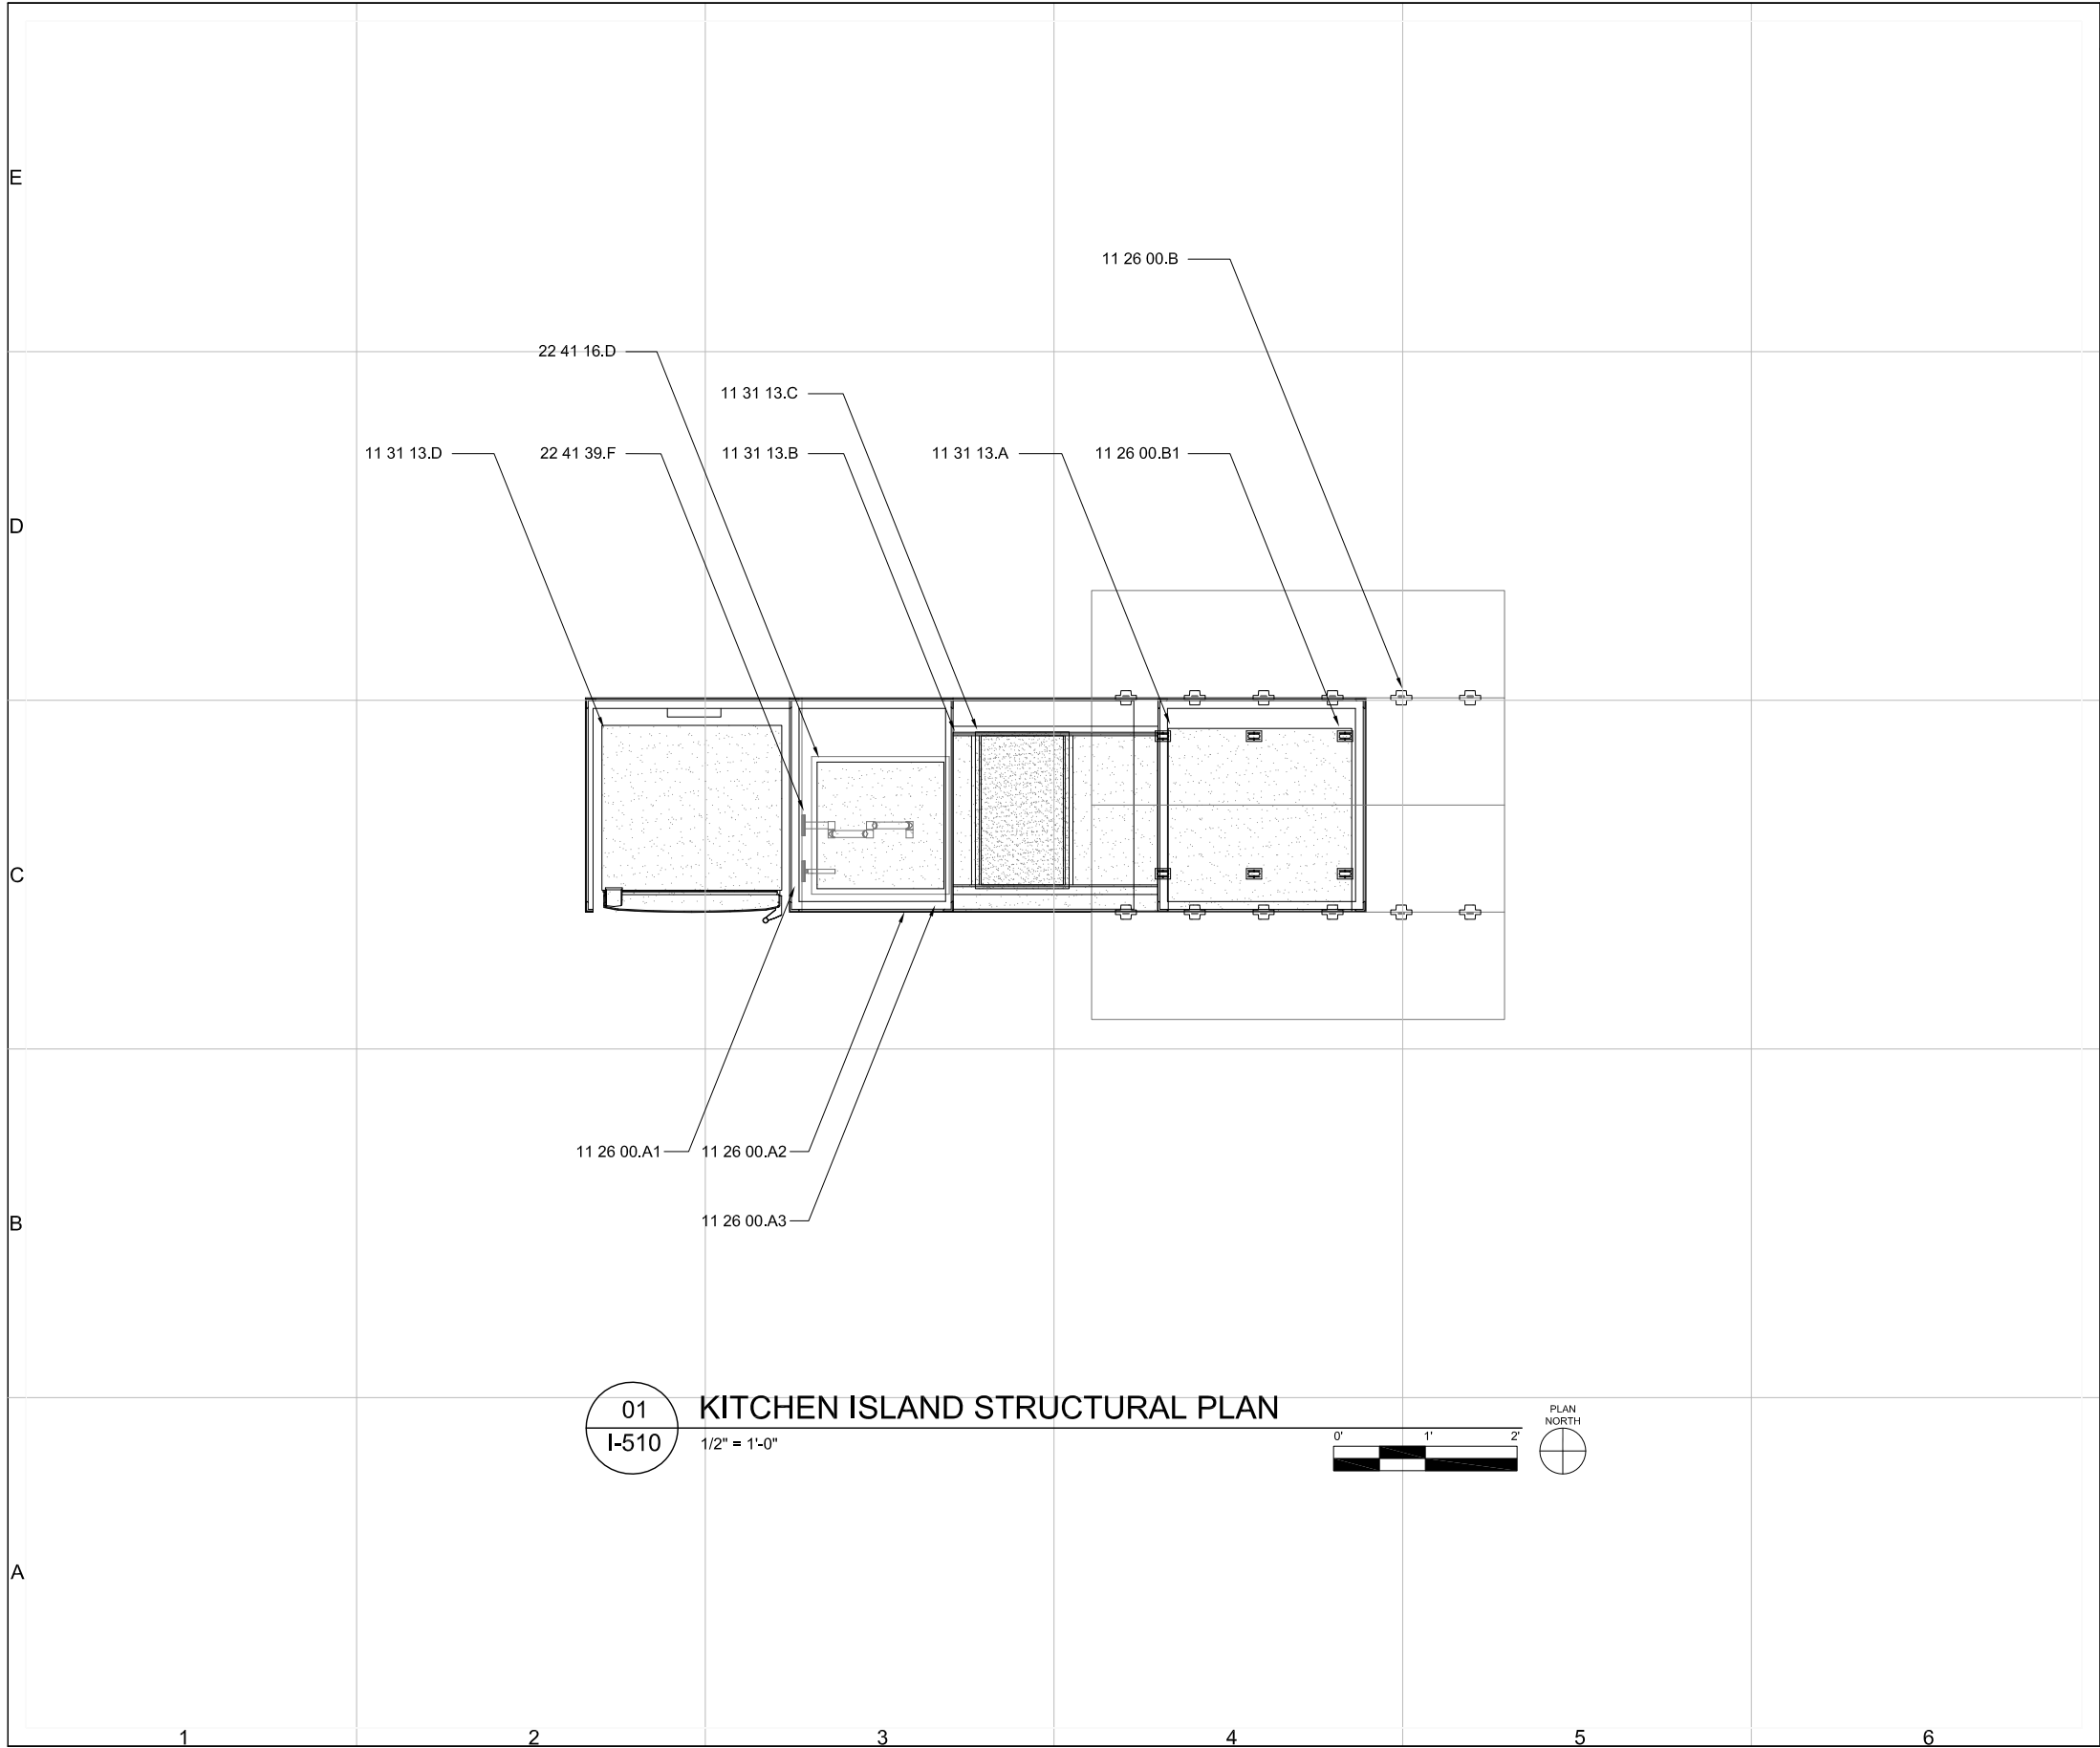 E
11 26 00.B
22 41 16.D
11 31 13.C
11 31 13.D
22 41 39.F
11 31 13.B
11 31 13.A
11 26 00.B1
D
C
11 26 00.A1
11 26 00.A2
11 26 00.A3
B
01
I-510
KITCHEN ISLAND STRUCTURAL PLAN
1/2" = 1'-0"
0'
1'
2'
PLAN
NORTH
A
1
2
3
4
5
6